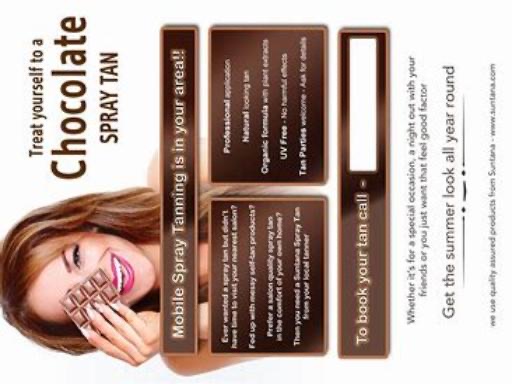 Treat yourself to a
Chocolate
SPRAY TAN
Mobile Spray Tanning is in your area!!
Ever wanted a spray tan but didn't
have time to visit your nearest salon?
Fed up with messy self-tan products?
Prefer a salon quality spray tan
in the comfort of your own home?
Then you need a Suntana Spray Tan
from your local tanner
Professional application
Natural looking tan
Organic formula with plant extracts
UV Free - No harmful effects
Tan Parties welcome - Ask for details
To book your tan call -
Whether it's for a special occasion, a night out with your
friends or you just want that feel good factor
Get the summer look all year round
we use quality assured products from Suntana - www.suntana.com